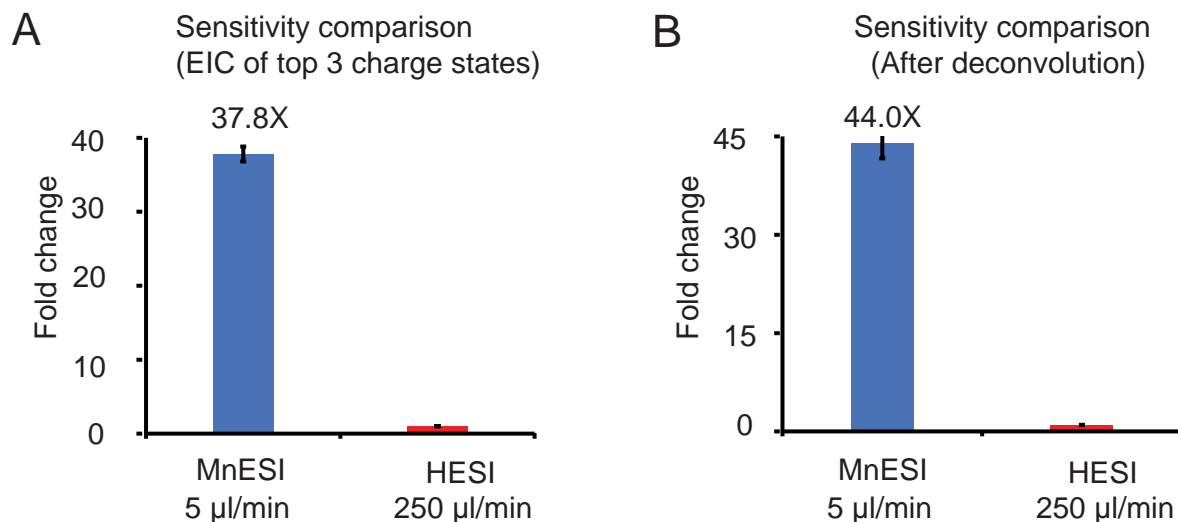 A
Sensitivity comparison
(EIC of top 3 charge states)
37.8X
40
30
20
10
0
Fold change
MnESI
5 µl/min
HESI
250 µl/min
B
Sensitivity comparison
(After deconvolution)
44.0X
45
30
15
0
Fold change
MnESI
5 µl/min
HESI
250 µl/min